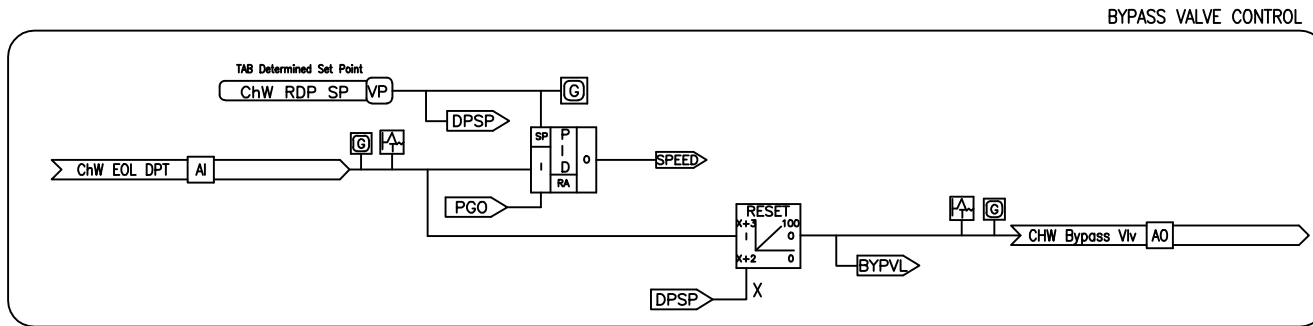 BYPASS VALVE CONTROL
TAB Determined Set Point
ChW RDP SP VP
G
DPSP
SP P I D I O RA
G
ChW EOL DPT AI
SPEED
PGO
RESET
X+3 100
I O
X+2 0
G
CHW Bypass Vlv AO
BYPVL
DPSP X